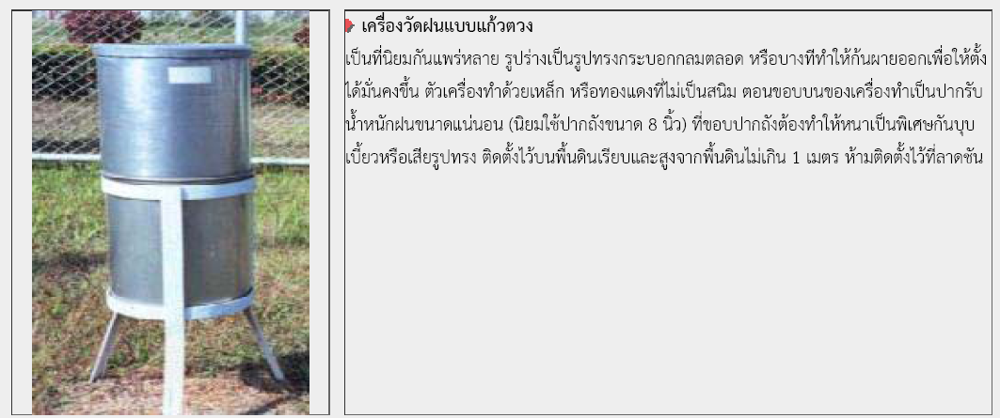 เครื่องวัดฝนแบบแก้วตวง
เป็นที่นิยมกันแพร่หลาย รูปร่างเป็นรูปทรงกระบอกกลมตลอด หรือบางทีทำให้ก้นผายออกเพื่อให้ตั้ง
ได้มั่นคงขึ้น ตัวเครื่องทำด้วยเหล็ก หรือทองแดงที่ไม่เป็นสนิม ตอนขอบบนของเครื่องทำเป็นปากรับ
น้ำหนักฝนขนาดแน่นอน (นิยมใช้ปากถังขนาด 8 นิ้ว) ที่ขอบปากถังต้องทำให้หนาเป็นพิเศษกันบุบ
เบี้ยวหรือเสียรูปทรง ติดตั้งไว้บนพื้นดินเรียบและสูงจากพื้นดินไม่เกิน 1 เมตร ห้ามติดตั้งไว้ที่ลาดชัน